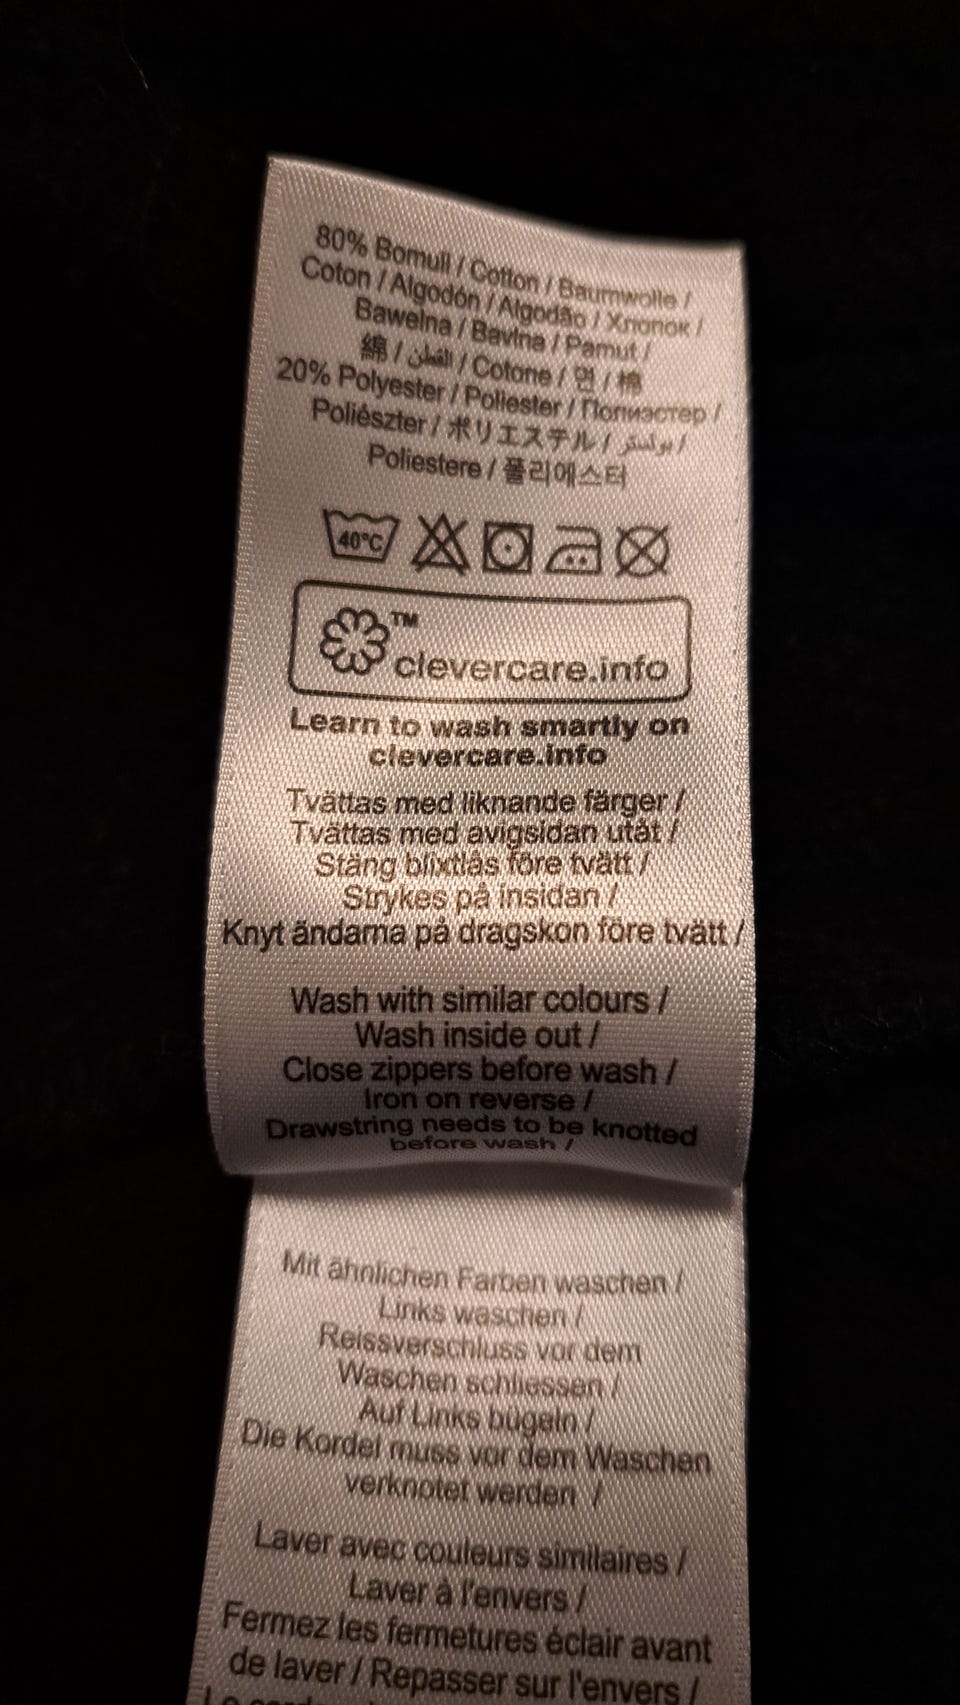 80% Bomull / Cotton / Baumwolle /
Coton / Algodón / Algodão / Хлопок /
Bawełna / Bavlna / Pamut /
綿 / القطن / Cotone / 면 / 棉
20% Polyester / Poliester / Полиэстер /
Poliészter / ポリエステル / بوليستر /
Poliestere / 폴리에스터
40°C
TM
clevercare.info
Learn to wash smartly on
clevercare.info
Tvättas med liknande färger /
Tvättas med avigsidan utåt /
Stäng blixtlås före tvätt /
Strykes på insidan /
Knyt ändarna på dragskon före tvätt /
Wash with similar colours /
Wash inside out /
Close zippers before wash /
Iron on reverse /
Drawstring needs to be knotted
before wash /
Mit ähnlichen Farben waschen /
Links waschen /
Reissverschluss vor dem
Waschen schliessen /
Auf Links bügeln /
Die Kordel muss vor dem Waschen
verknotet werden /
Laver avec couleurs similaires /
Laver à l'envers /
Fermez les fermetures éclair avant
de laver / Repasser sur l'envers /